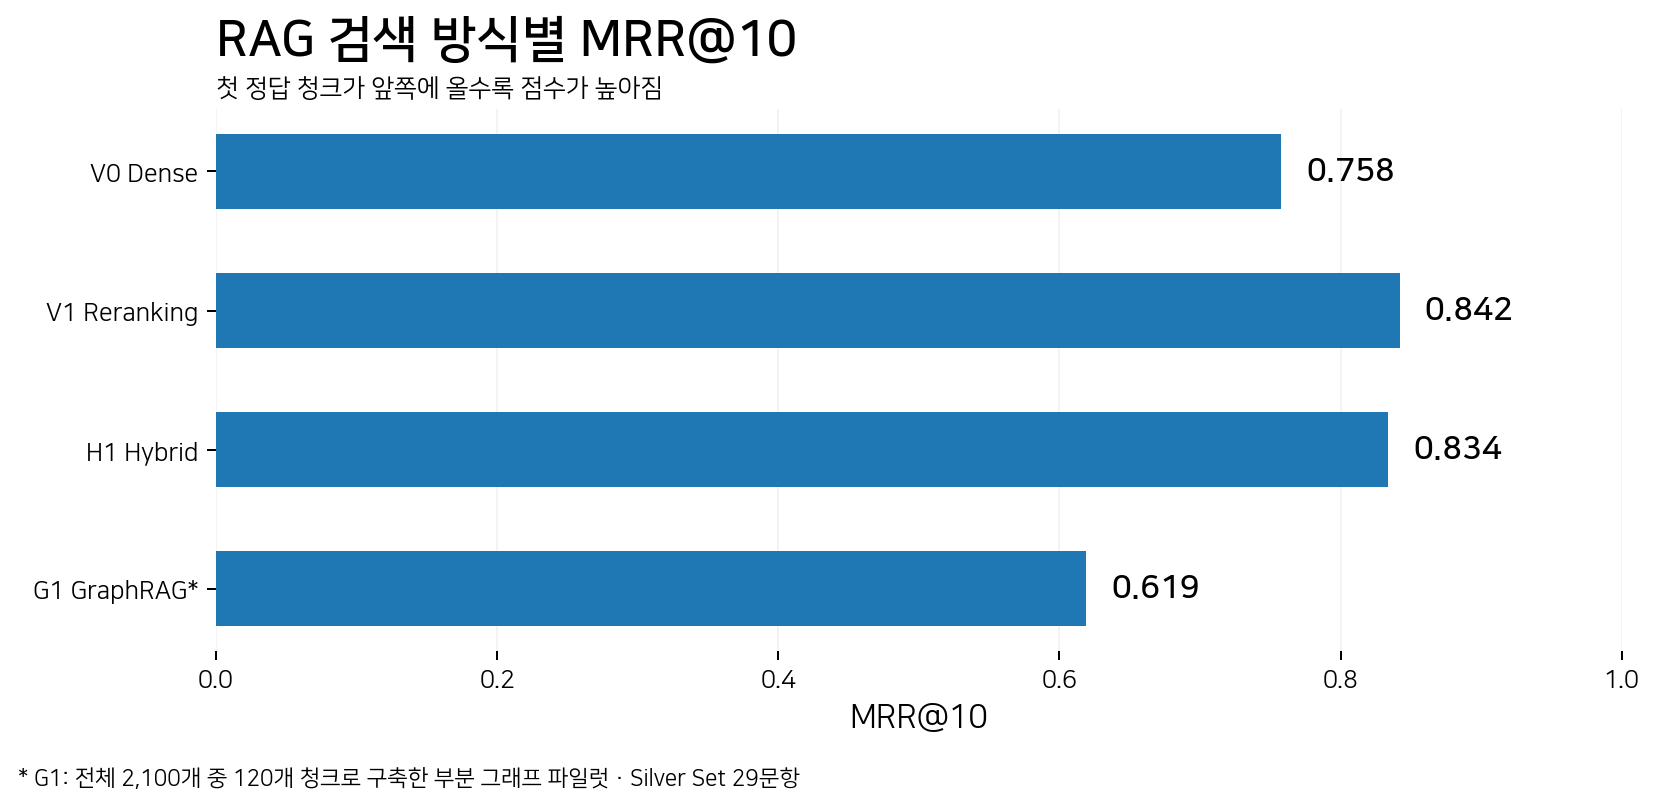 RAG 검색 방식별 MRR@10
첫 정답 청크가 앞쪽에 올수록 점수가 높아짐
V0 Dense
0.758
V1 Reranking
0.842
H1 Hybrid
0.834
G1 GraphRAG*
0.619
0.0 0.2 0.4 0.6 0.8 1.0
MRR@10
* G1: 전체 2,100개 중 120개 청크로 구축한 부분 그래프 파일럿 · Silver Set 29문항